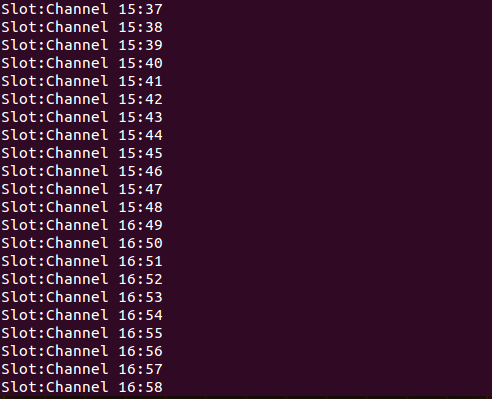 Slot:Channel 15:37
Slot:Channel 15:38
Slot:Channel 15:39
Slot:Channel 15:40
Slot:Channel 15:41
Slot:Channel 15:42
Slot:Channel 15:43
Slot:Channel 15:44
Slot:Channel 15:45
Slot:Channel 15:46
Slot:Channel 15:47
Slot:Channel 15:48
Slot:Channel 16:49
Slot:Channel 16:50
Slot:Channel 16:51
Slot:Channel 16:52
Slot:Channel 16:53
Slot:Channel 16:54
Slot:Channel 16:55
Slot:Channel 16:56
Slot:Channel 16:57
Slot:Channel 16:58